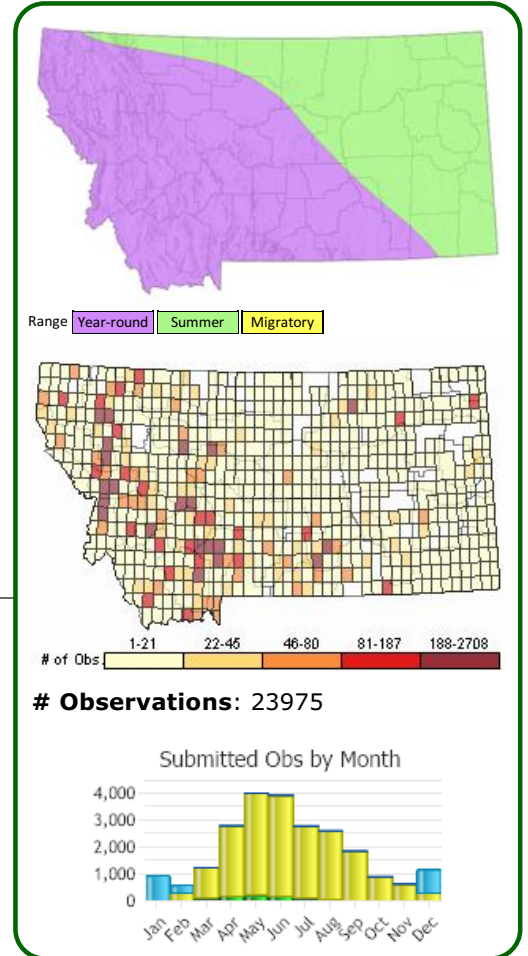 Range Year-round Summer Migratory
1-21 22-45 46-80 81-187 188-2708
# of Obs.
# Observations: 23975
Submitted Obs by Month
4,000
3,000
2,000
1,000
0
Jan Feb Mar Apr May Jun Jul Aug Sep Oct Nov Dec